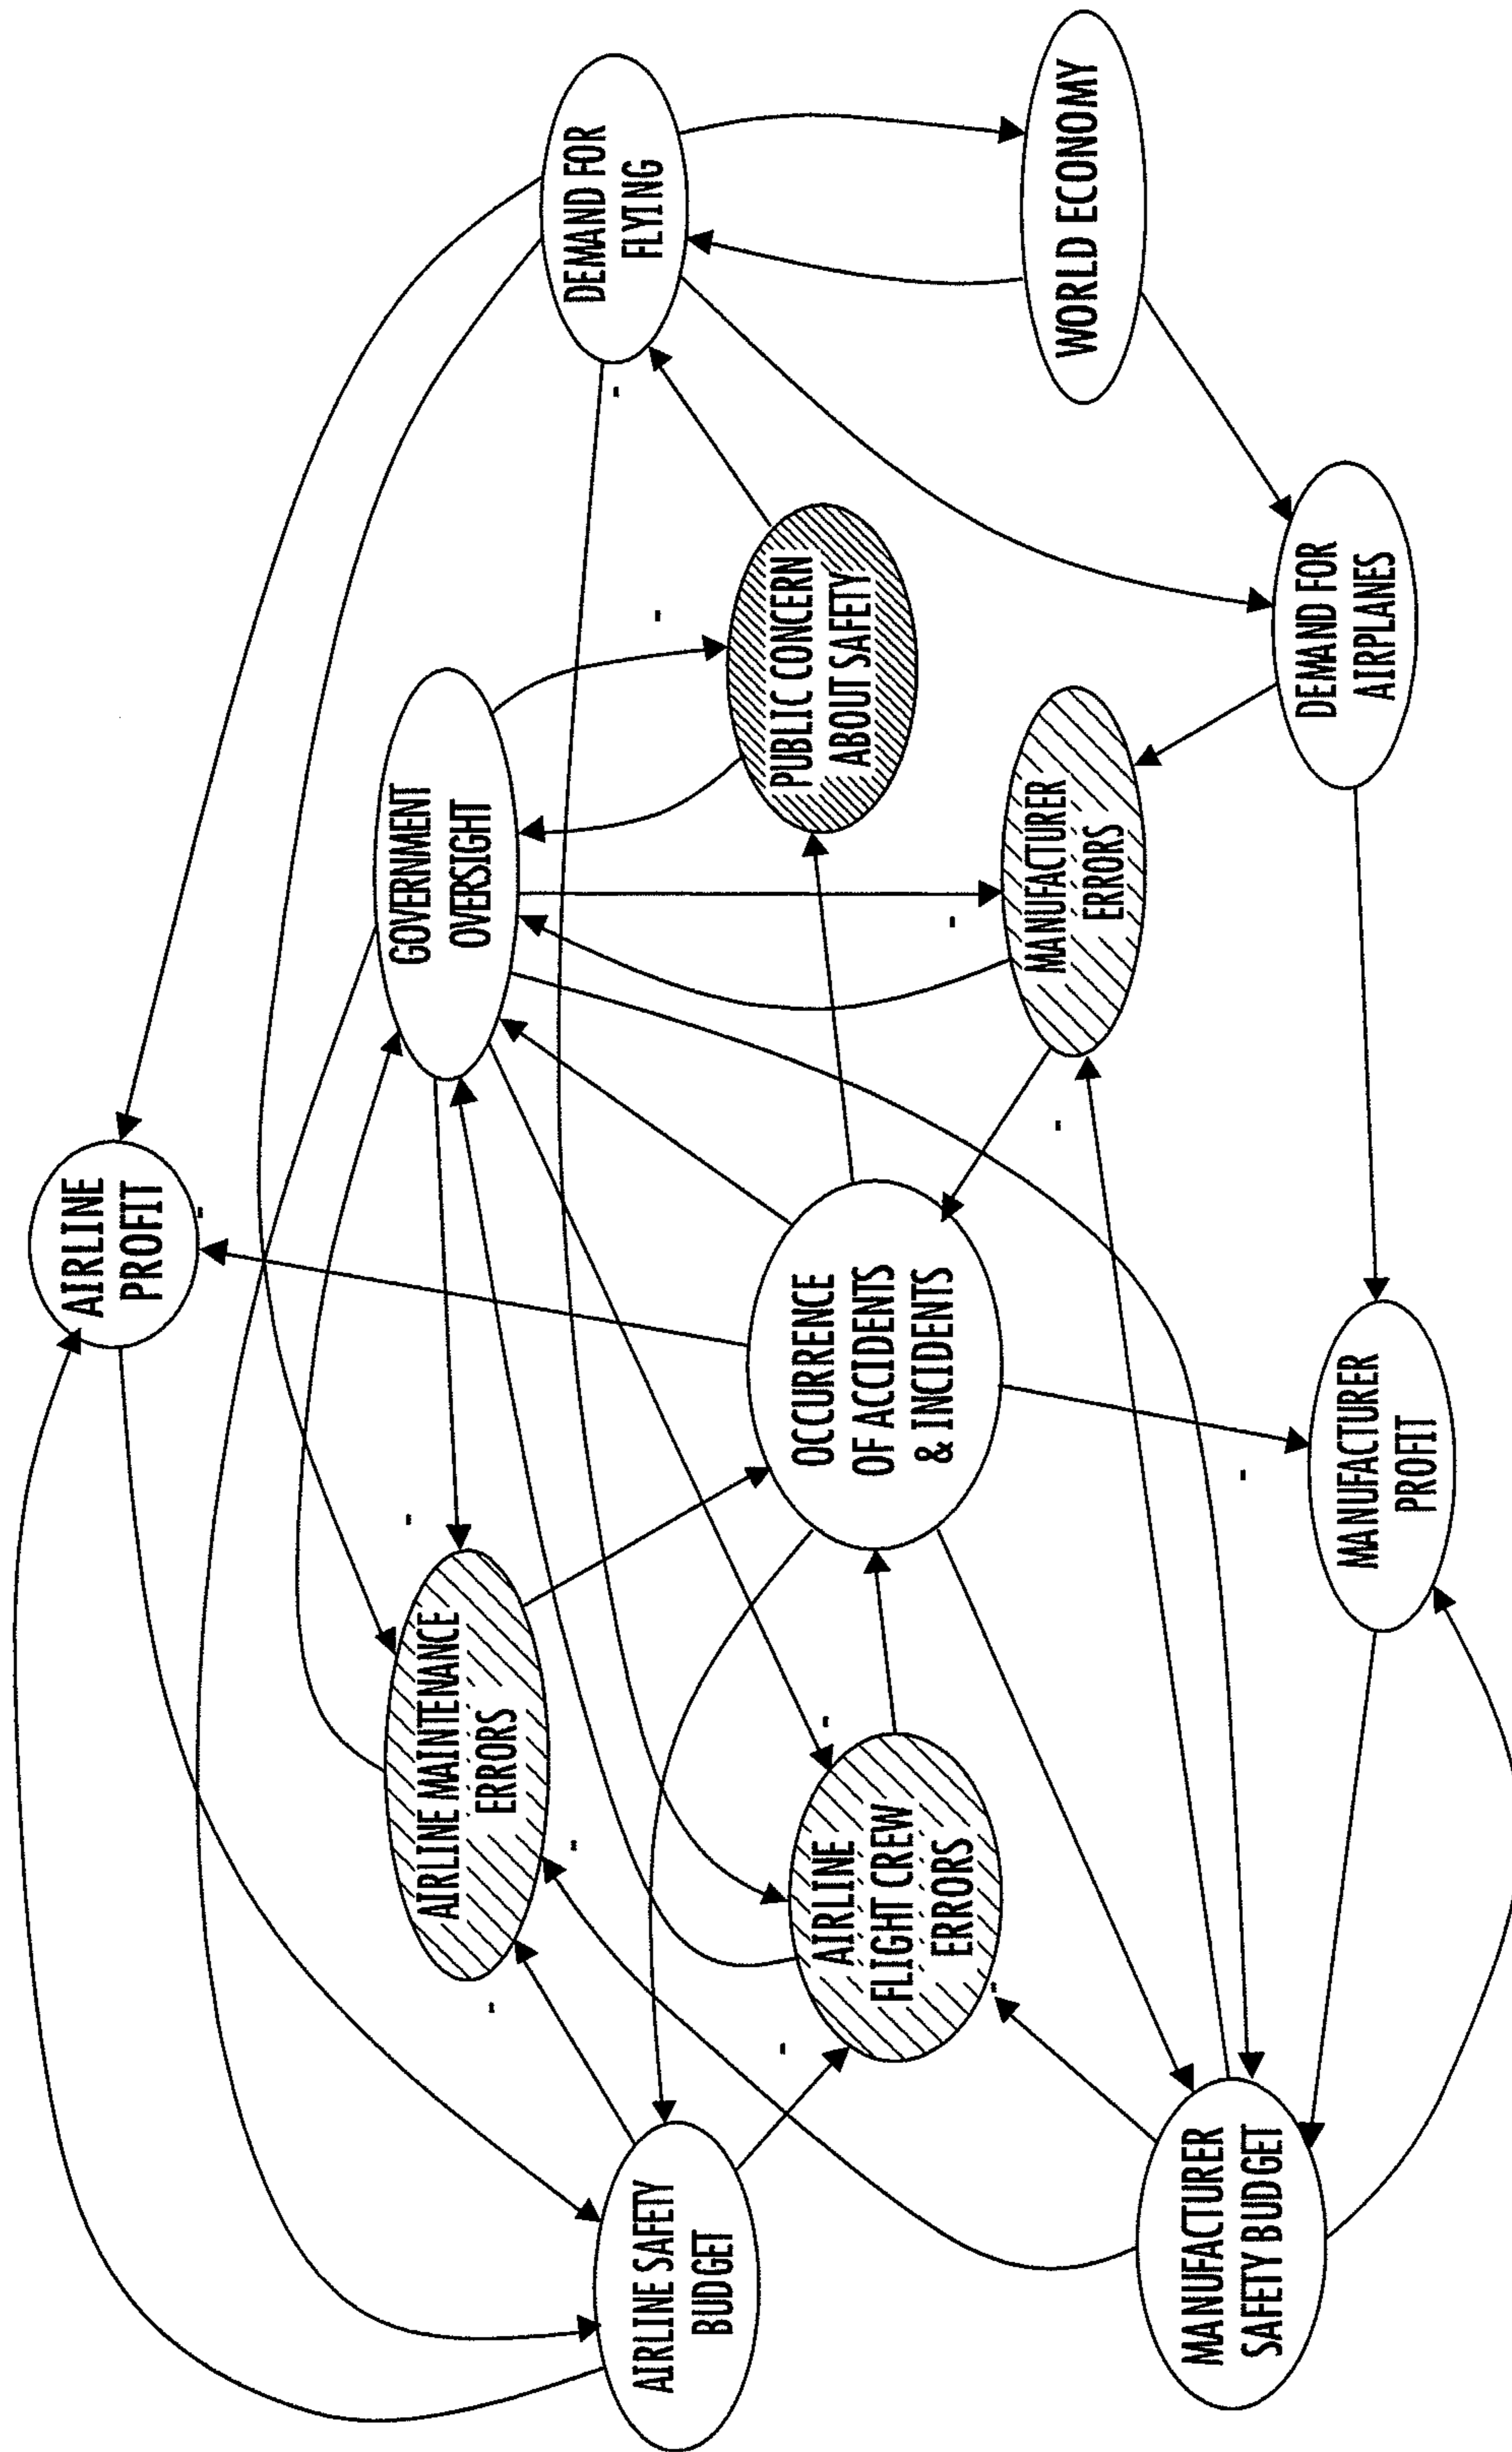 AIRLINE
PROFIT
GOVERNMENT
OVERSIGHT
DEMAND FOR
FLYING
AIRLINE MAINTENANCE
ERRORS
AIRLINE SAFETY
BUDGET
PUBLIC CONCERN
ABOUT SAFETY
OCCURRENCE
OF ACCIDENTS
& INCIDENTS
AIRLINE
FLIGHT CREW
ERRORS
MANUFACTURER
ERRORS
WORLD ECONOMY
MANUFACTURER
SAFETY BUDGET
DEMAND FOR
AIRPLANES
MANUFACTURER
PROFIT
-
-
-
-
-
-
-
-
-
-
-
-